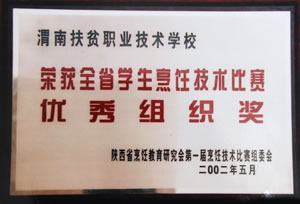 渭南扶贫职业技术学校
荣获全省学生烹饪技术比赛
优秀组织奖
陕西省烹饪教育研究会第一届烹饪技术比赛组委会
二00二年五月